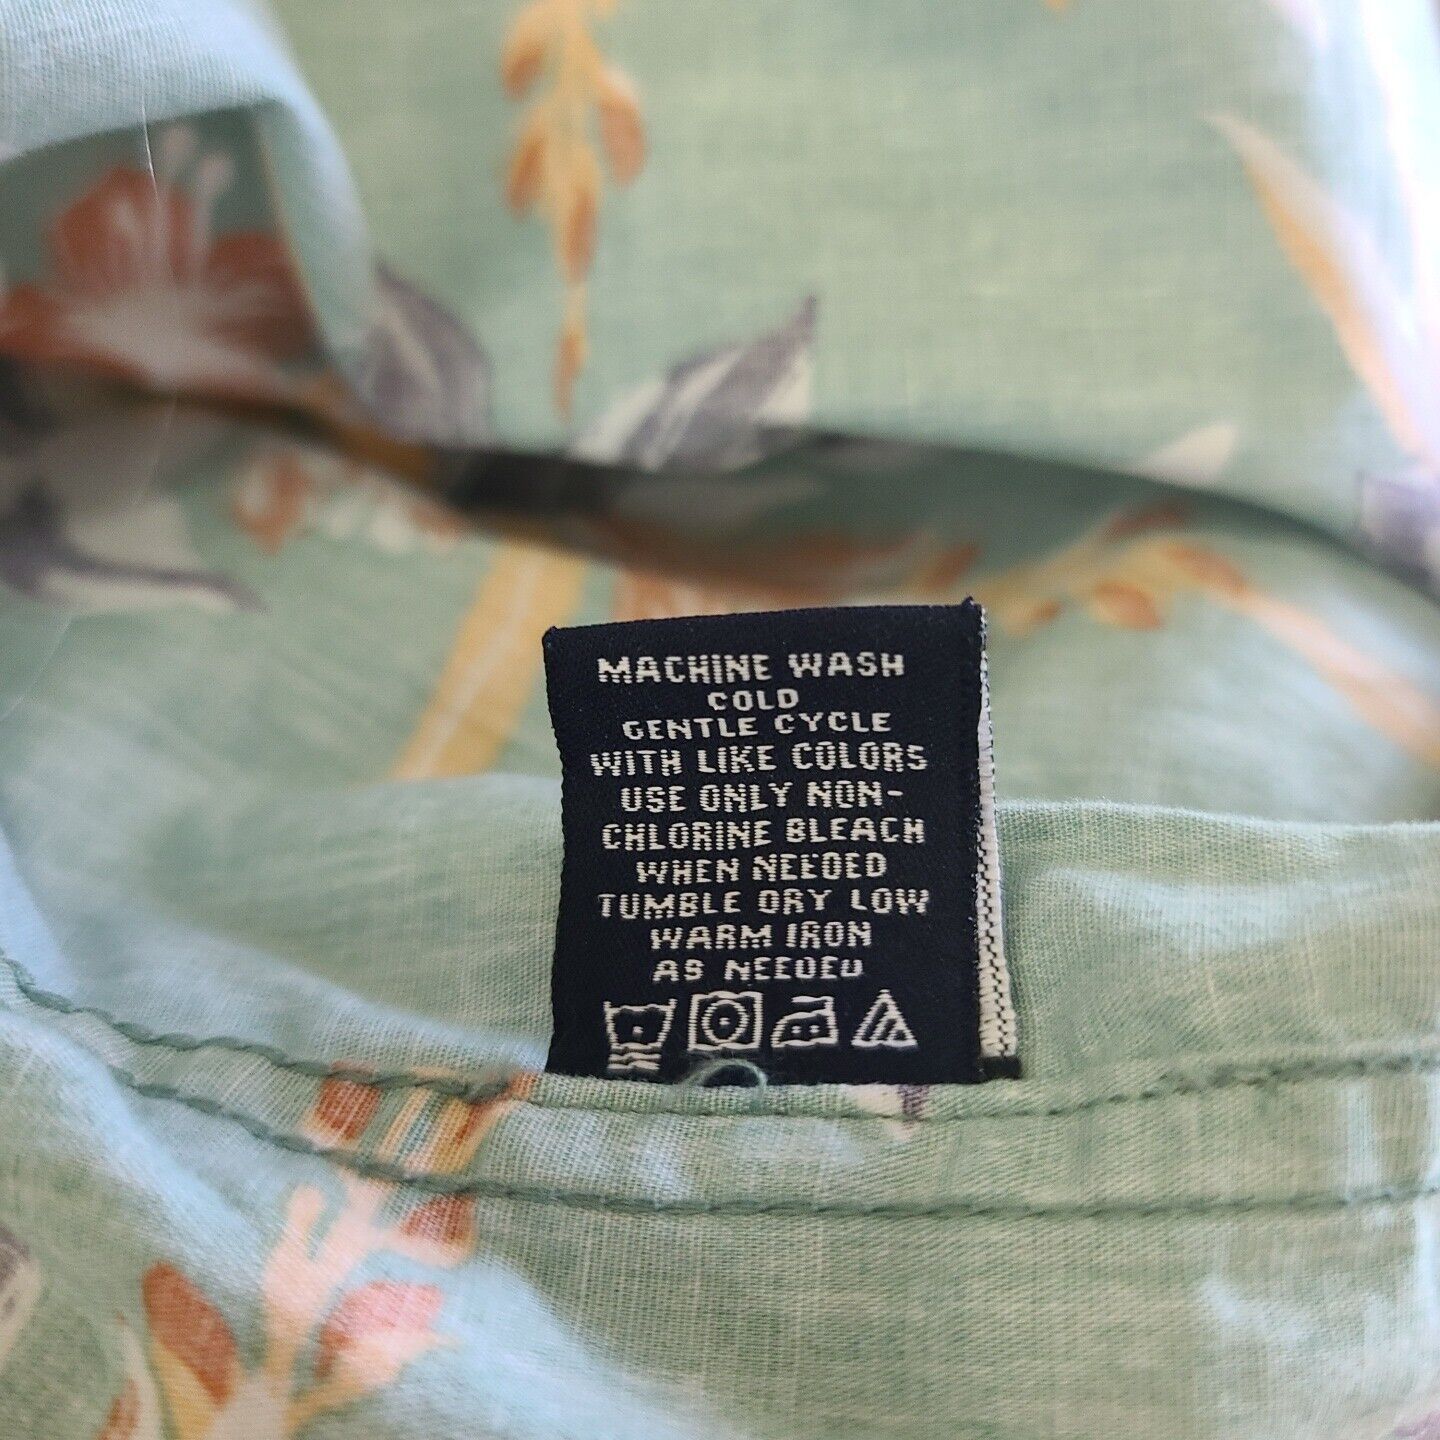 MACHINE WASH
COLD
GENTLE CYCLE
WITH LIKE COLORS
USE ONLY NON-
CHLORINE BLEACH
WHEN NEEDED
TUMBLE DRY LOW
WARM IRON
AS NEEDED